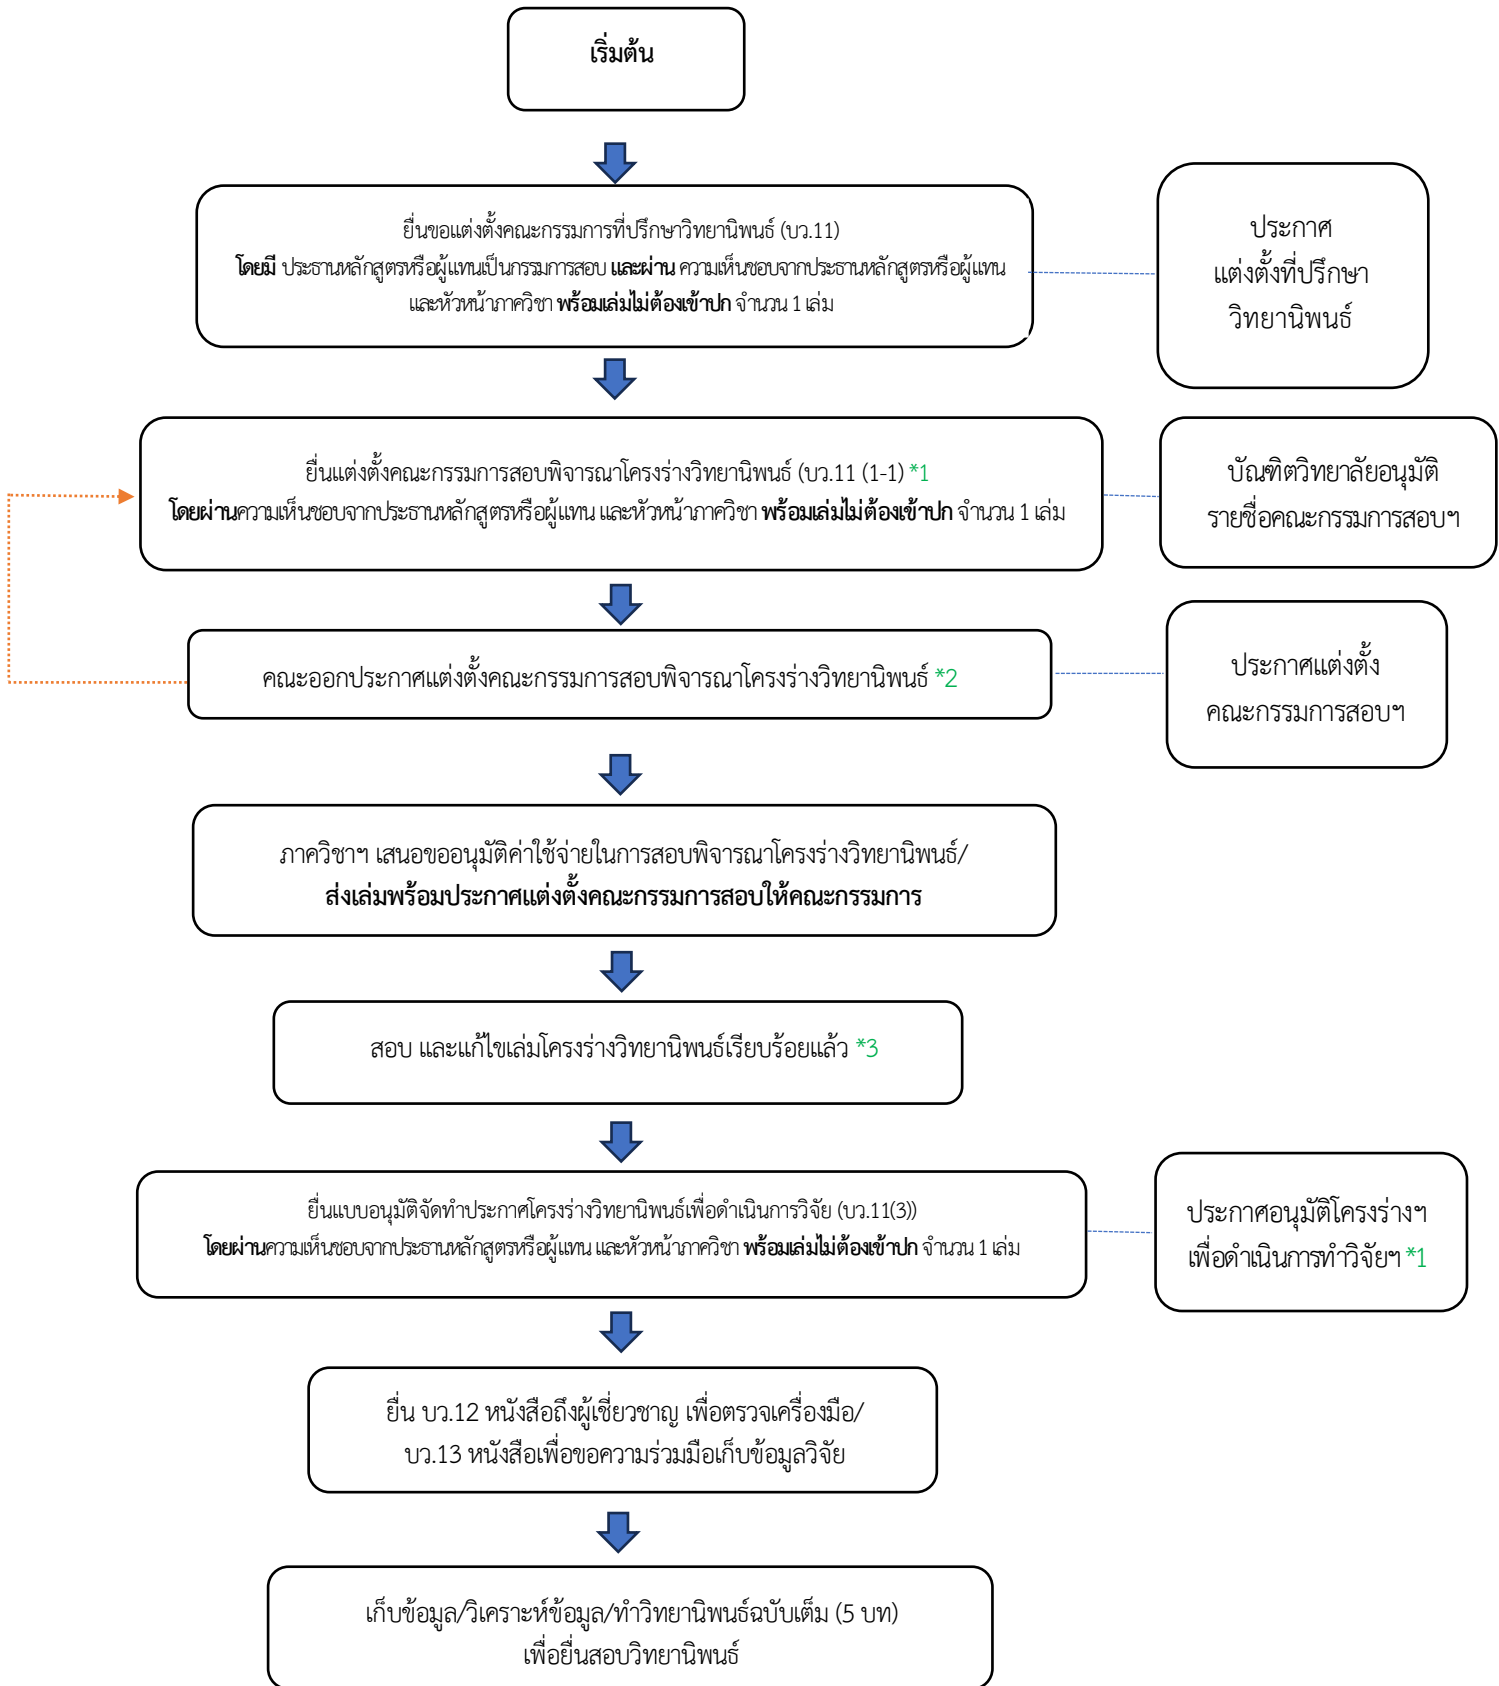 เริ่มต้น
ยื่นขอแต่งตั้งคณะกรรมการที่ปรึกษาวิทยานิพนธ์ (บว.11)
โดยมี ประธานหลักสูตรหรือผู้แทนเป็นกรรมการสอบ และผ่าน ความเห็นชอบจากประธานหลักสูตรหรือผู้แทน
และหัวหน้าภาควิชา พร้อมเล่มไม่ต้องเข้าปก จำนวน 1 เล่ม
ประกาศ
แต่งตั้งที่ปรึกษา
วิทยานิพนธ์
ยื่นแต่งตั้งคณะกรรมการสอบพิจารณาโครงร่างวิทยานิพนธ์ (บว.11 (1-1) *1
โดยผ่านความเห็นชอบจากประธานหลักสูตรหรือผู้แทน และหัวหน้าภาควิชา พร้อมเล่มไม่ต้องเข้าปก จำนวน 1 เล่ม
บัณฑิตวิทยาลัยอนุมัติ
รายชื่อคณะกรรมการสอบฯ
คณะออกประกาศแต่งตั้งคณะกรรมการสอบพิจารณาโครงร่างวิทยานิพนธ์ *2
ประกาศแต่งตั้ง
คณะกรรมการสอบฯ
ภาควิชาฯ เสนอขออนุมัติค่าใช้จ่ายในการสอบพิจารณาโครงร่างวิทยานิพนธ์/
ส่งเล่มพร้อมประกาศแต่งตั้งคณะกรรมการสอบให้คณะกรรมการ
สอบ และแก้ไขเล่มโครงร่างวิทยานิพนธ์เรียบร้อยแล้ว *3
ยื่นแบบอนุมัติจัดทำประกาศโครงร่างวิทยานิพนธ์เพื่อดำเนินการวิจัย (บว.11(3))
โดยผ่านความเห็นชอบจากประธานหลักสูตรหรือผู้แทน และหัวหน้าภาควิชา พร้อมเล่มไม่ต้องเข้าปก จำนวน 1 เล่ม
ประกาศอนุมัติโครงร่างฯ
เพื่อดำเนินการทำวิจัยฯ *1
ยื่น บว.12 หนังสือถึงผู้เชี่ยวชาญ เพื่อตรวจเครื่องมือ/
บว.13 หนังสือเพื่อขอความร่วมมือเก็บข้อมูลวิจัย
เก็บข้อมูล/วิเคราะห์ข้อมูล/ทำวิทยานิพนธ์ฉบับเต็ม (5 บท)
เพื่อยื่นสอบวิทยานิพนธ์